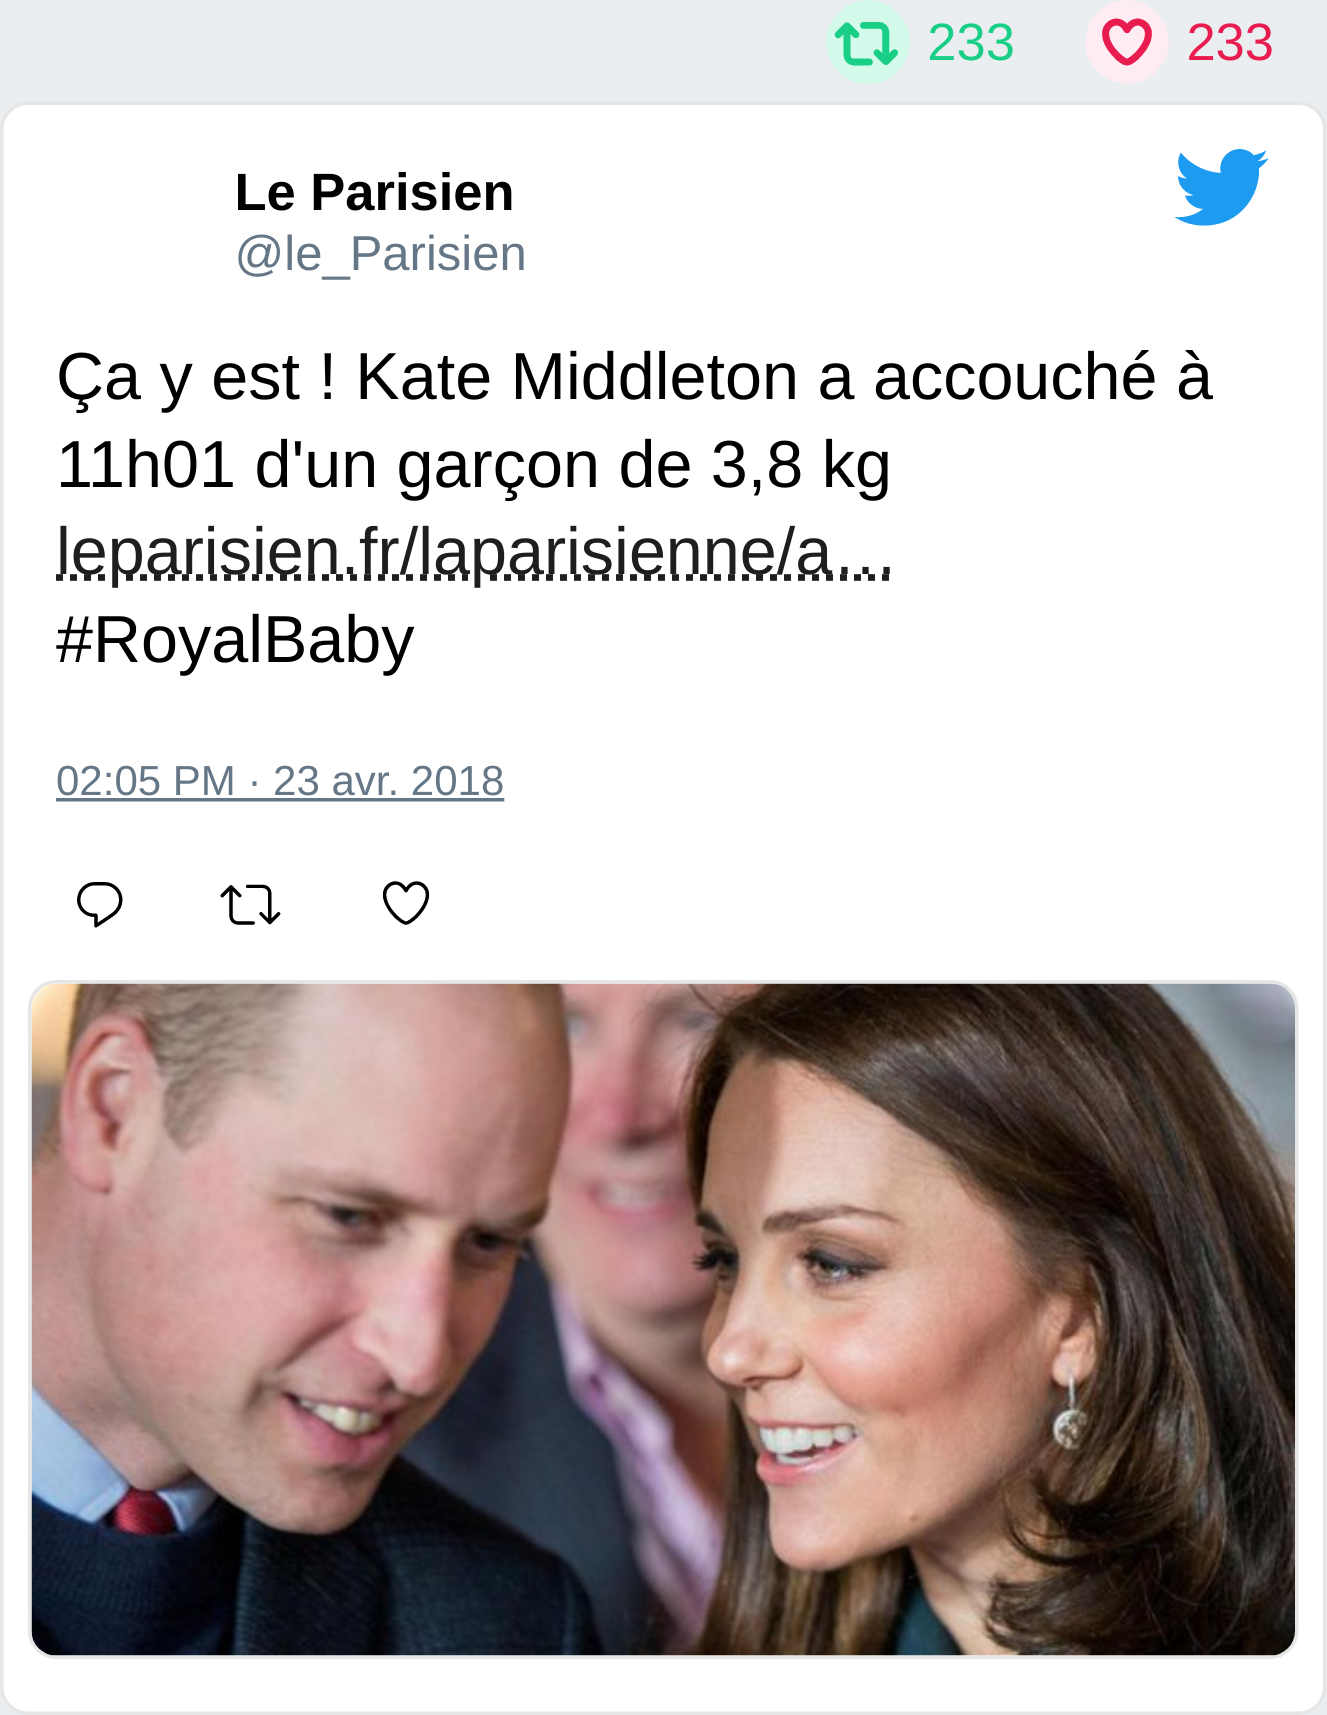 233 233
Le Parisien
@le_Parisien
Ça y est ! Kate Middleton a accouché à
11h01 d'un garçon de 3,8 kg
leparisien.fr/laparisienne/a...
#RoyalBaby
02:05 PM · 23 avr. 2018